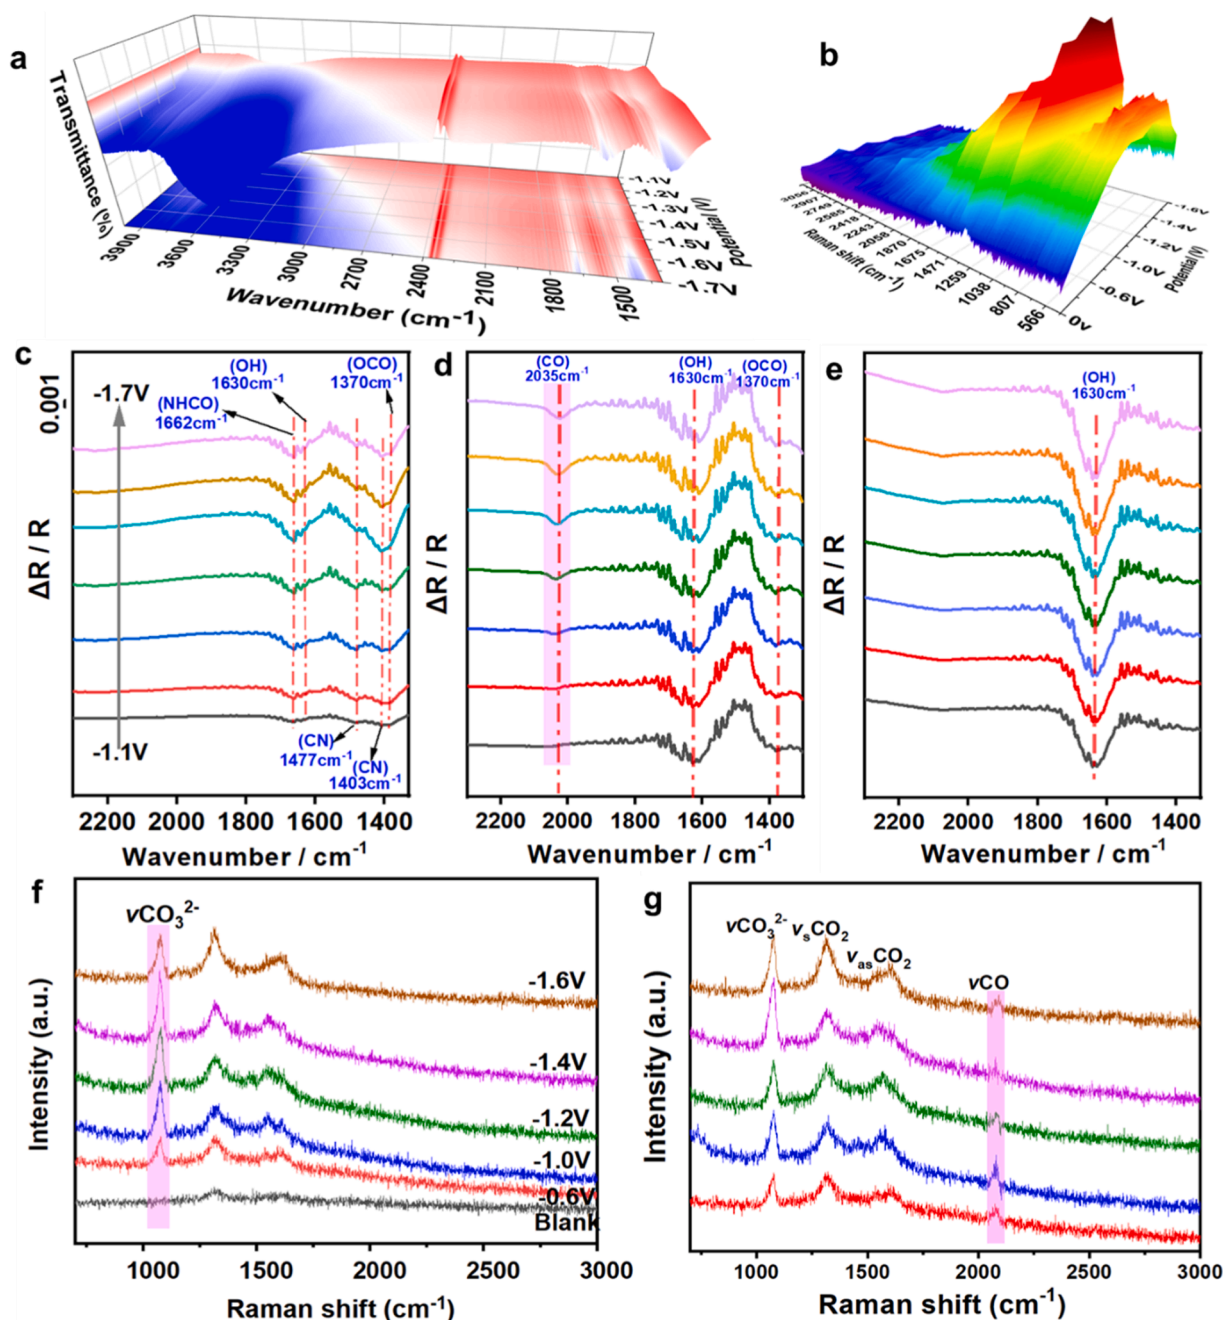 a
Transmittance (%)
3900
3600
3300
3000
2700
2400
2100
1800
1500
Wavenumber (cm⁻¹)
-1.1V
-1.2V
-1.3V
-1.4V
-1.5V
-1.6V
-1.7V
Potential (V)
b
3056
2907
2749
2585
2418
2243
2058
1870
1675
1471
1259
1038
807
566
Raman shift (cm⁻¹)
-1.6V
-1.4V
-1.2V
-1.0V
-0.6V
0v
Potential (V)
c
0.001
-1.7V
(OH)
1630cm⁻¹
(OCO)
1370cm⁻¹
(NHCO)
1662cm⁻¹
ΔR / R
-1.1V
(CN)
1477cm⁻¹
(CN)
1403cm⁻¹
2200 2000 1800 1600 1400
Wavenumber / cm⁻¹
d
(CO)
2035cm⁻¹
(OH)
1630cm⁻¹
(OCO)
1370cm⁻¹
ΔR / R
2200 2000 1800 1600 1400
Wavenumber / cm⁻¹
e
(OH)
1630cm⁻¹
ΔR / R
2200 2000 1800 1600 1400
Wavenumber / cm⁻¹
f
νCO₃²⁻
-1.6V
-1.4V
-1.2V
-1.0V
-0.6V
Blank
Intensity (a.u.)
1000 1500 2000 2500 3000
Raman shift (cm⁻¹)
g
νCO₃²⁻
νₛCO₂
νₐₛCO₂
νCO
Intensity (a.u.)
1000 1500 2000 2500 3000
Raman shift (cm⁻¹)